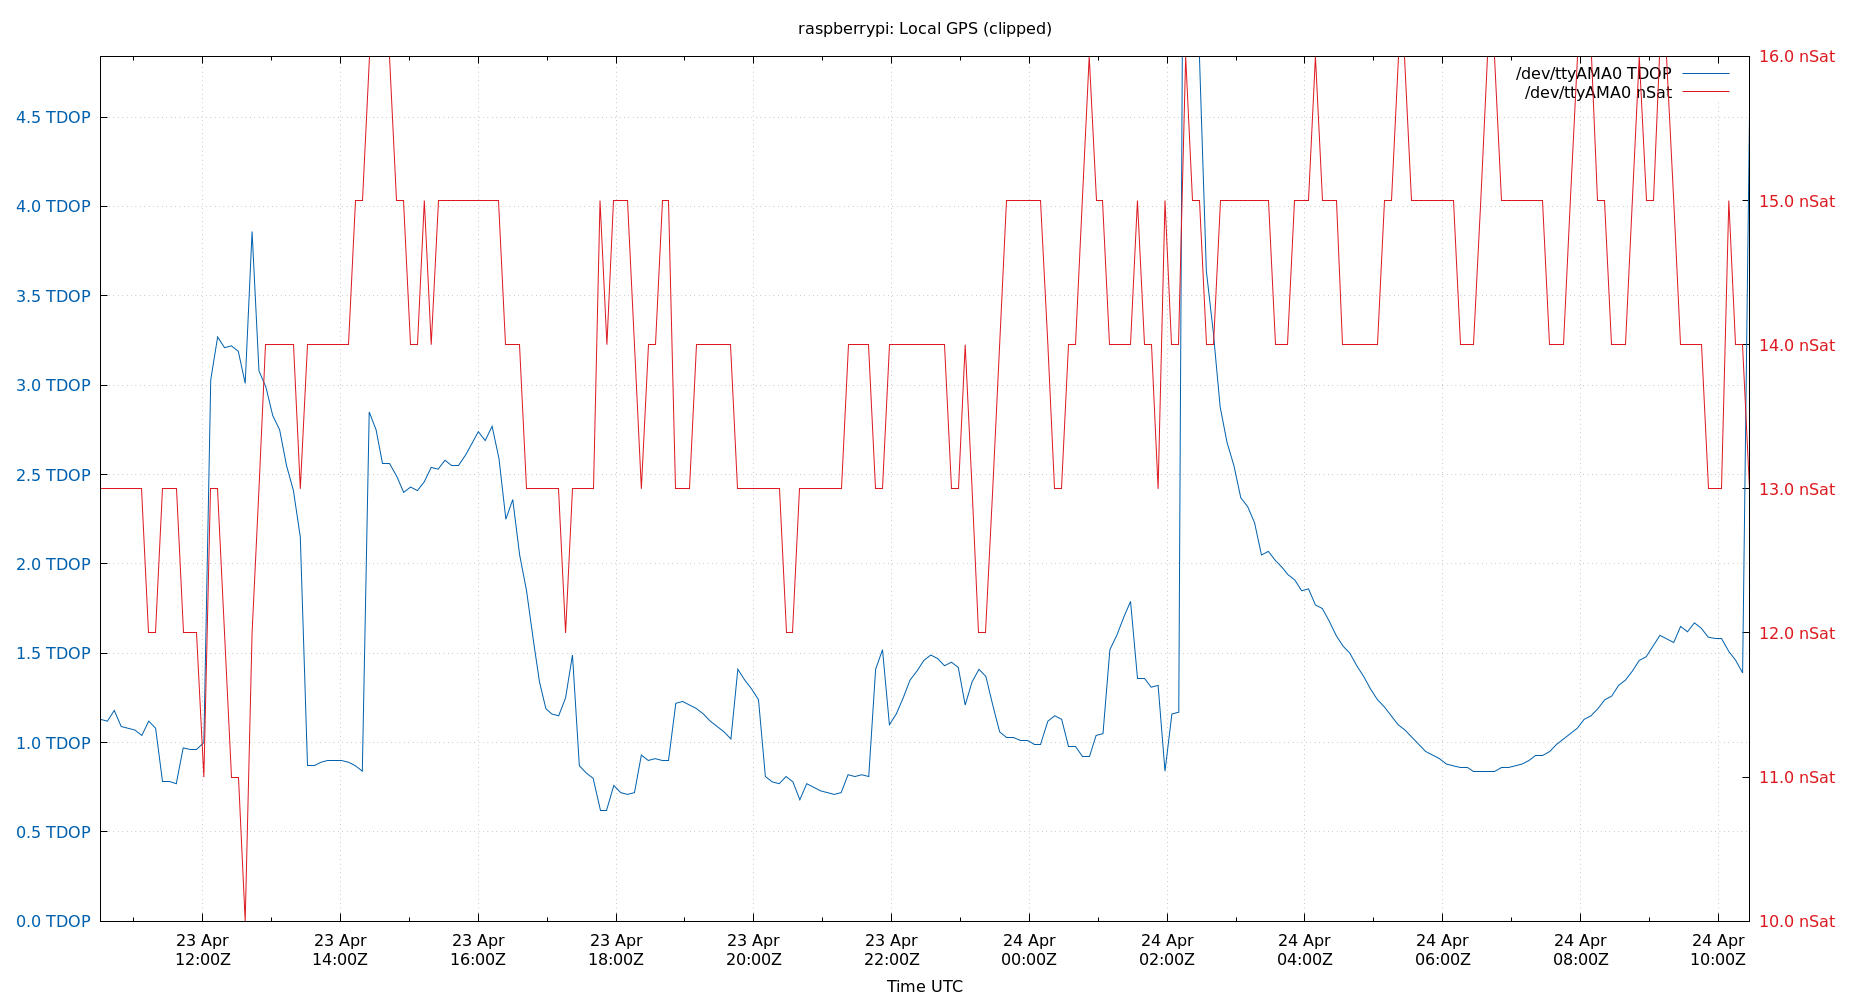 raspberrypi: Local GPS (clipped)
16.0 nSat
/dev/ttyAMA0 TDOP
/dev/ttyAMA0 nSat
4.5 TDOP
4.0 TDOP
15.0 nSat
3.5 TDOP
14.0 nSat
3.0 TDOP
2.5 TDOP
13.0 nSat
2.0 TDOP
12.0 nSat
1.5 TDOP
1.0 TDOP
11.0 nSat
0.5 TDOP
0.0 TDOP
10.0 nSat
23 Apr 23 Apr 23 Apr 23 Apr 23 Apr 23 Apr 24 Apr 24 Apr 24 Apr 24 Apr 24 Apr 24 Apr
12:00Z 14:00Z 16:00Z 18:00Z 20:00Z 22:00Z 00:00Z 02:00Z 04:00Z 06:00Z 08:00Z 10:00Z
Time UTC